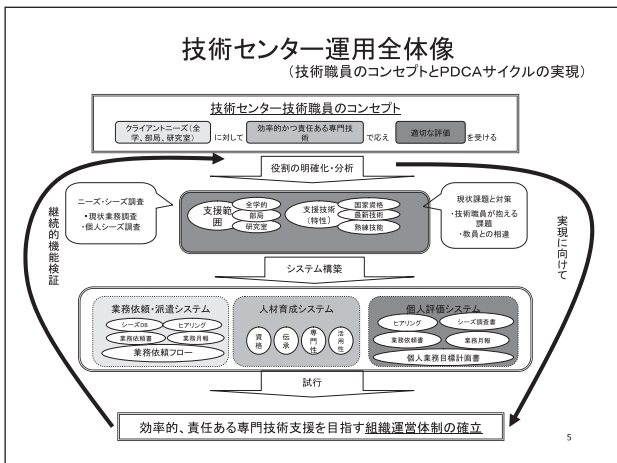 技術センター運用全体像
(技術職員のコンセプトとPDCAサイクルの実現)
技術センター技術職員のコンセプト
クライアントニーズ(全
学、部局、研究室)
に対して
効率的かつ責任ある専門技
術
で応え
適切な評価
を受ける
役割の明確化・分析
ニーズ・シーズ調査
・現状業務調査
・個人シーズ調査
支援範
囲
全学的
部局
研究室
支援技術
(特性)
国家資格
最新技術
熟練技能
現状課題と対策
・技術職員が抱える
課題
・教員との相違
継続的機能検証
実現に向けて
システム構築
業務依頼・派遣システム
シーズDB
ヒアリング
業務依頼書
業務月報
業務依頼フロー
人材育成システム
資
格
伝
承
専
門
性
活
用
性
個人評価システム
ヒアリング
シーズ調査書
業務依頼書
業務月報
個人業務目標計画書
試行
効率的、責任ある専門技術支援を目指す組織運営体制の確立
5